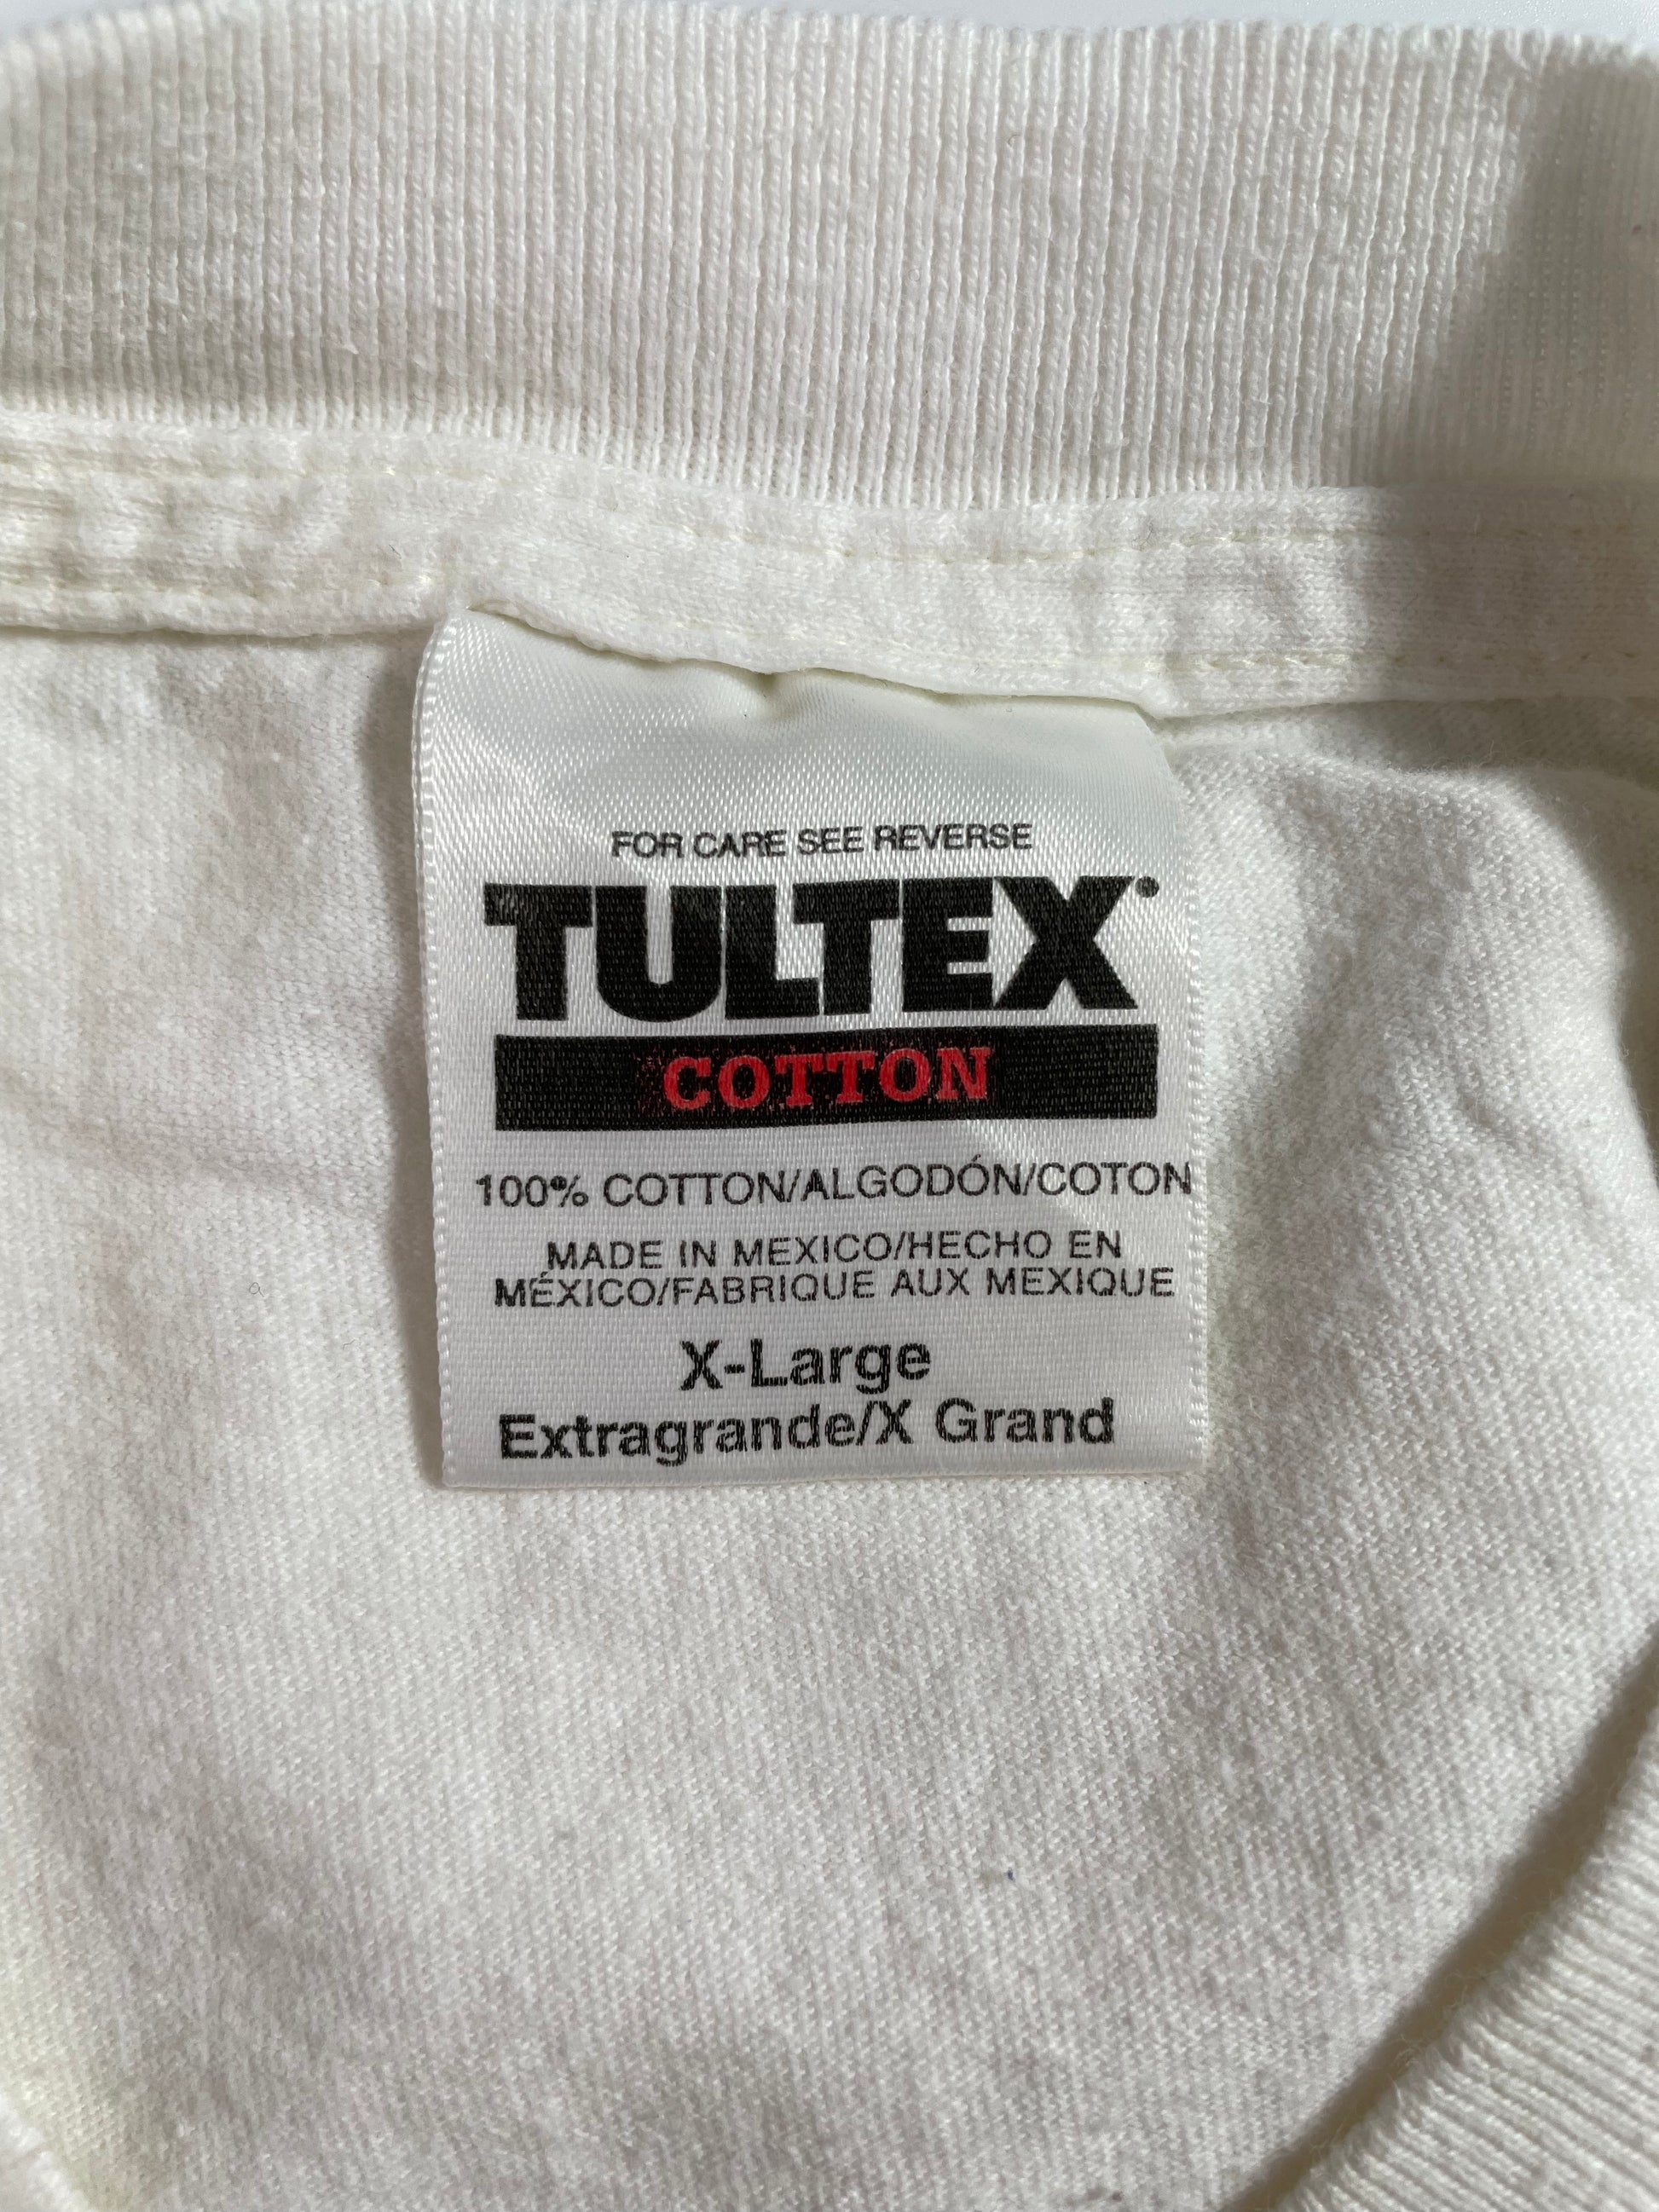 FOR CARE SEE REVERSE
TULTEX
COTTON
100% COTTON/ALGODÓN/COTON
MADE IN MEXICO/HECHO EN
MÉXICO/FABRIQUE AUX MEXIQUE
X-Large
Extragrande/X Grand